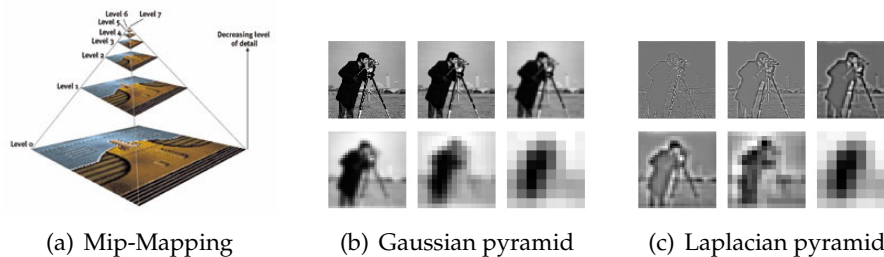 Level 6
Level 7
Level 5
Level 4
Level 3
Level 2
Level 1
Level 0
Decreasing level
of detail
(a) Mip-Mapping
(b) Gaussian pyramid
(c) Laplacian pyramid